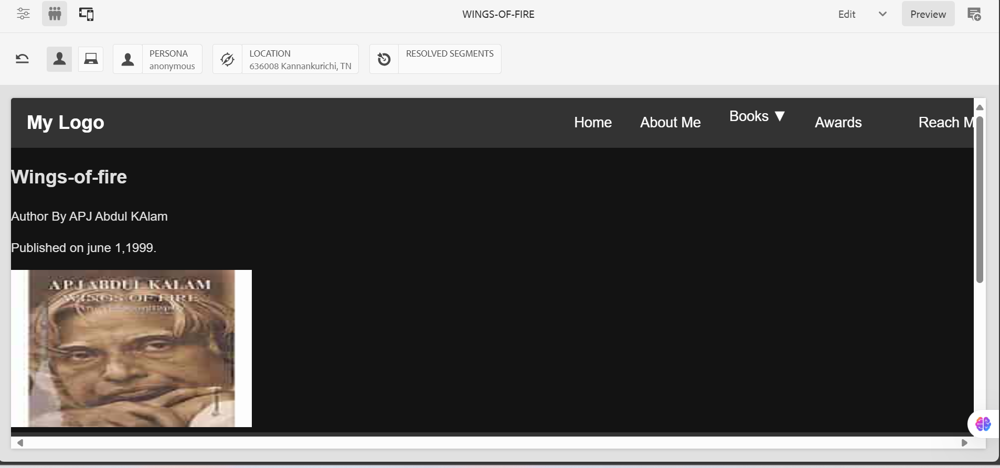 WINGS-OF-FIRE
Edit
Preview
PERSONA
anonymous
LOCATION
636008 Kannankurichi, TN
RESOLVED SEGMENTS
My Logo
Home
About Me
Books ▼
Awards
Reach M
Wings-of-fire
Author By APJ Abdul KAlam
Published on june 1,1999.
APJ ABDUL KALAM
WINGS OF FIRE